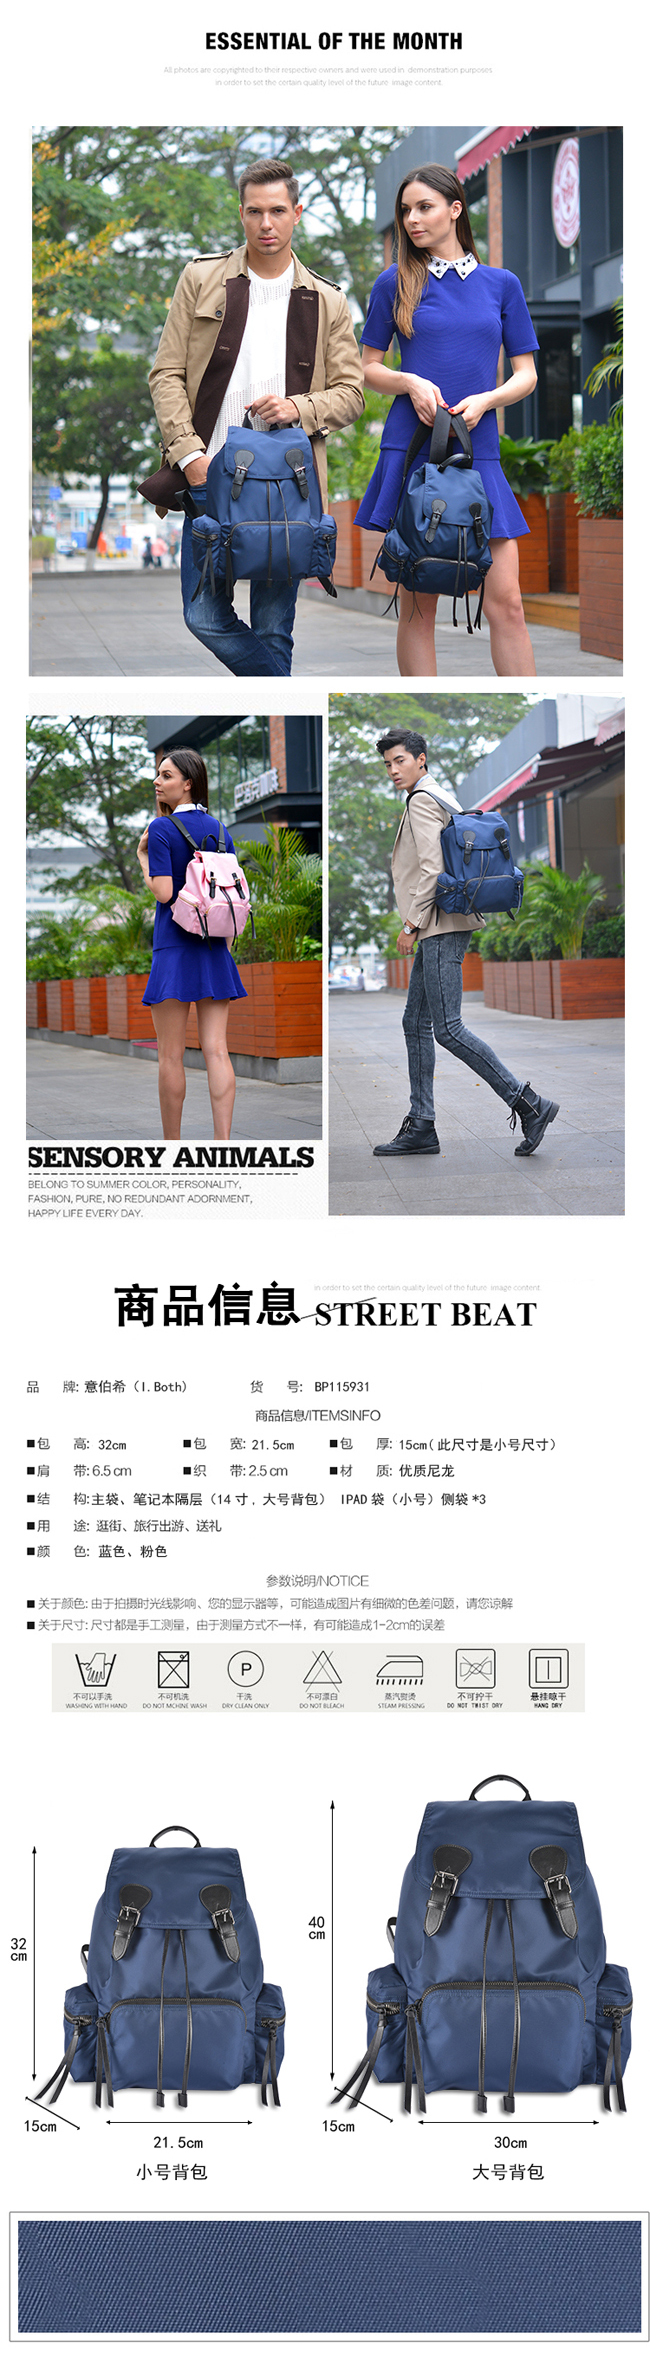 ESSENTIAL OF THE MONTH
All photos are copyrighted to their respective owners and were used in demonstration purposes
in order to set the certain quality level of the future image content.
SENSORY ANIMALS
BELONG TO SUMMER COLOR, PERSONALITY,
FASHION, PURE, NO REDUNDANT ADORNMENT,
HAPPY LIFE EVERY DAY.
in order to set the certain quality level of the future image content
商品信息 STREET BEAT
品 牌: 意伯希（I.Both） 货 号: BP115931
商品信息/ITEMSINFO
■包 高: 32cm ■包 宽: 21.5cm ■包 厚: 15cm(此尺寸是小号尺寸）
■肩 带: 6.5 cm ■织 带: 2.5 cm ■材 质: 优质尼龙
■结 构:主袋、笔记本隔层（14寸, 大号背包） IPAD袋（小号）侧袋*3
■用 途: 逛街、旅行出游、送礼
■颜 色: 蓝色、粉色
参数说明/NOTICE
■ 关于颜色: 由于拍摄时光线影响、您的显示器等，可能造成图片有细微的色差问题，请您谅解
■ 关于尺寸: 尺寸都是手工测量，由于测量方式不一样，有可能造成1-2cm的误差
P
不可以手洗 不可机洗 干洗 不可漂白 蒸汽熨烫 不可拧干 悬挂晾干
WASHING WITH HAND DO NOT MCHINE WASH DRY CLEAN ONLY DO NOT BLEACH STEAM PRESSING DO NOT TWIST DRY HANG DRY
32
cm
40
cm
15cm
21.5cm
15cm
30cm
小号背包
大号背包